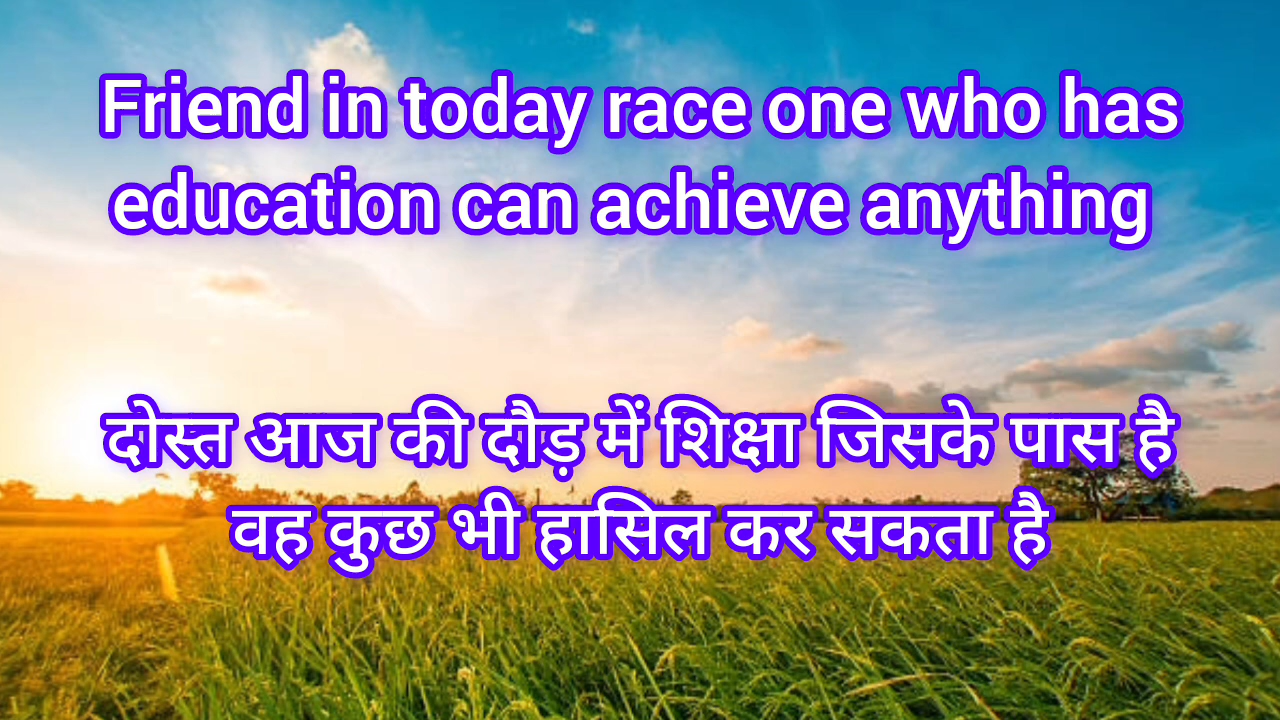 Friend in today race one who has
education can achieve anything
दोस्त आज की दौड़ में शिक्षा जिसके पास है
वह कुछ भी हासिल कर सकता है